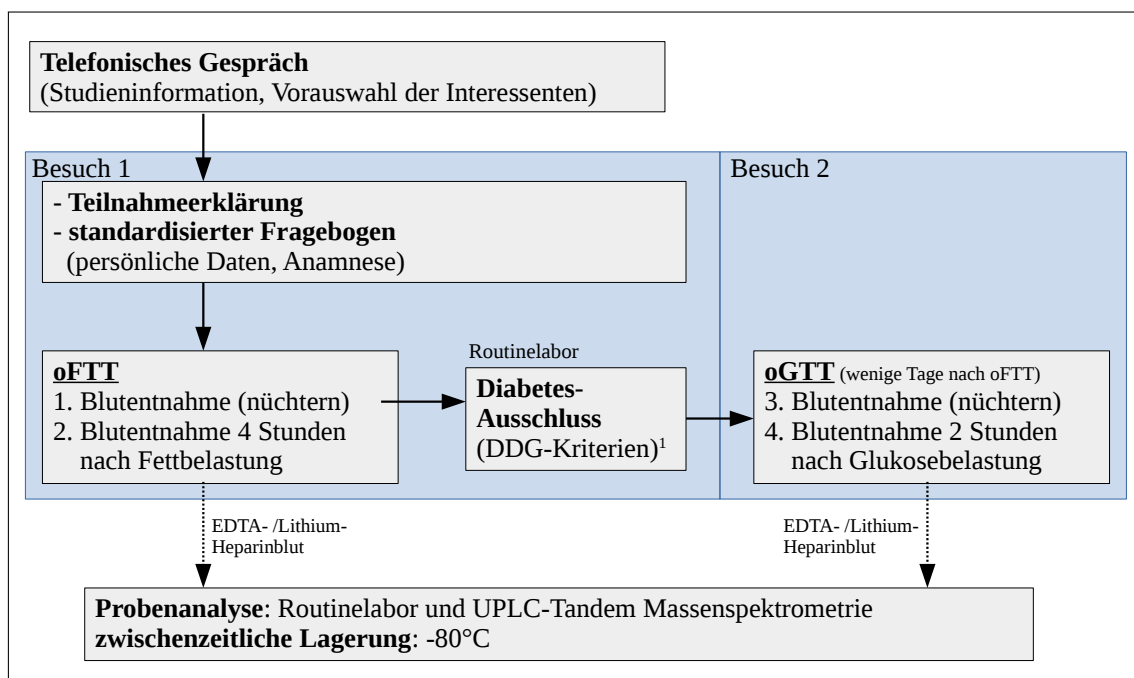 Telefonisches Gespräch
(Studieninformation, Vorauswahl der Interessenten)
Besuch 1
- Teilnahmeerklärung
- standardisierter Fragebogen
(persönliche Daten, Anamnese)
oFTT
1. Blutentnahme (nüchtern)
2. Blutentnahme 4 Stunden
nach Fettbelastung
Routinelabor
Diabetes-
Ausschluss
(DDG-Kriterien)¹
Besuch 2
oGTT (wenige Tage nach oFTT)
3. Blutentnahme (nüchtern)
4. Blutentnahme 2 Stunden
nach Glukosebelastung
EDTA- /Lithium-
Heparinblut
EDTA- /Lithium-
Heparinblut
Probenanalyse: Routinelabor und UPLC-Tandem Massenspektrometrie
zwischenzeitliche Lagerung: -80°C